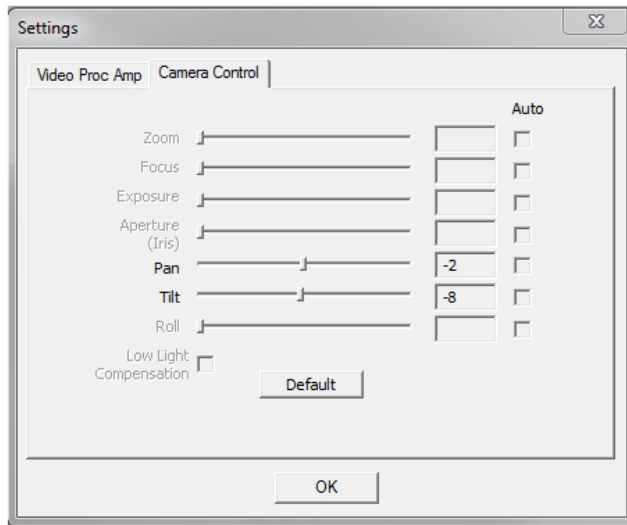 Settings
Video Proc Amp
Camera Control
Auto
Zoom
Focus
Exposure
Aperture
(Iris)
Pan
-2
Tilt
-8
Roll
Low Light
Compensation
Default
OK